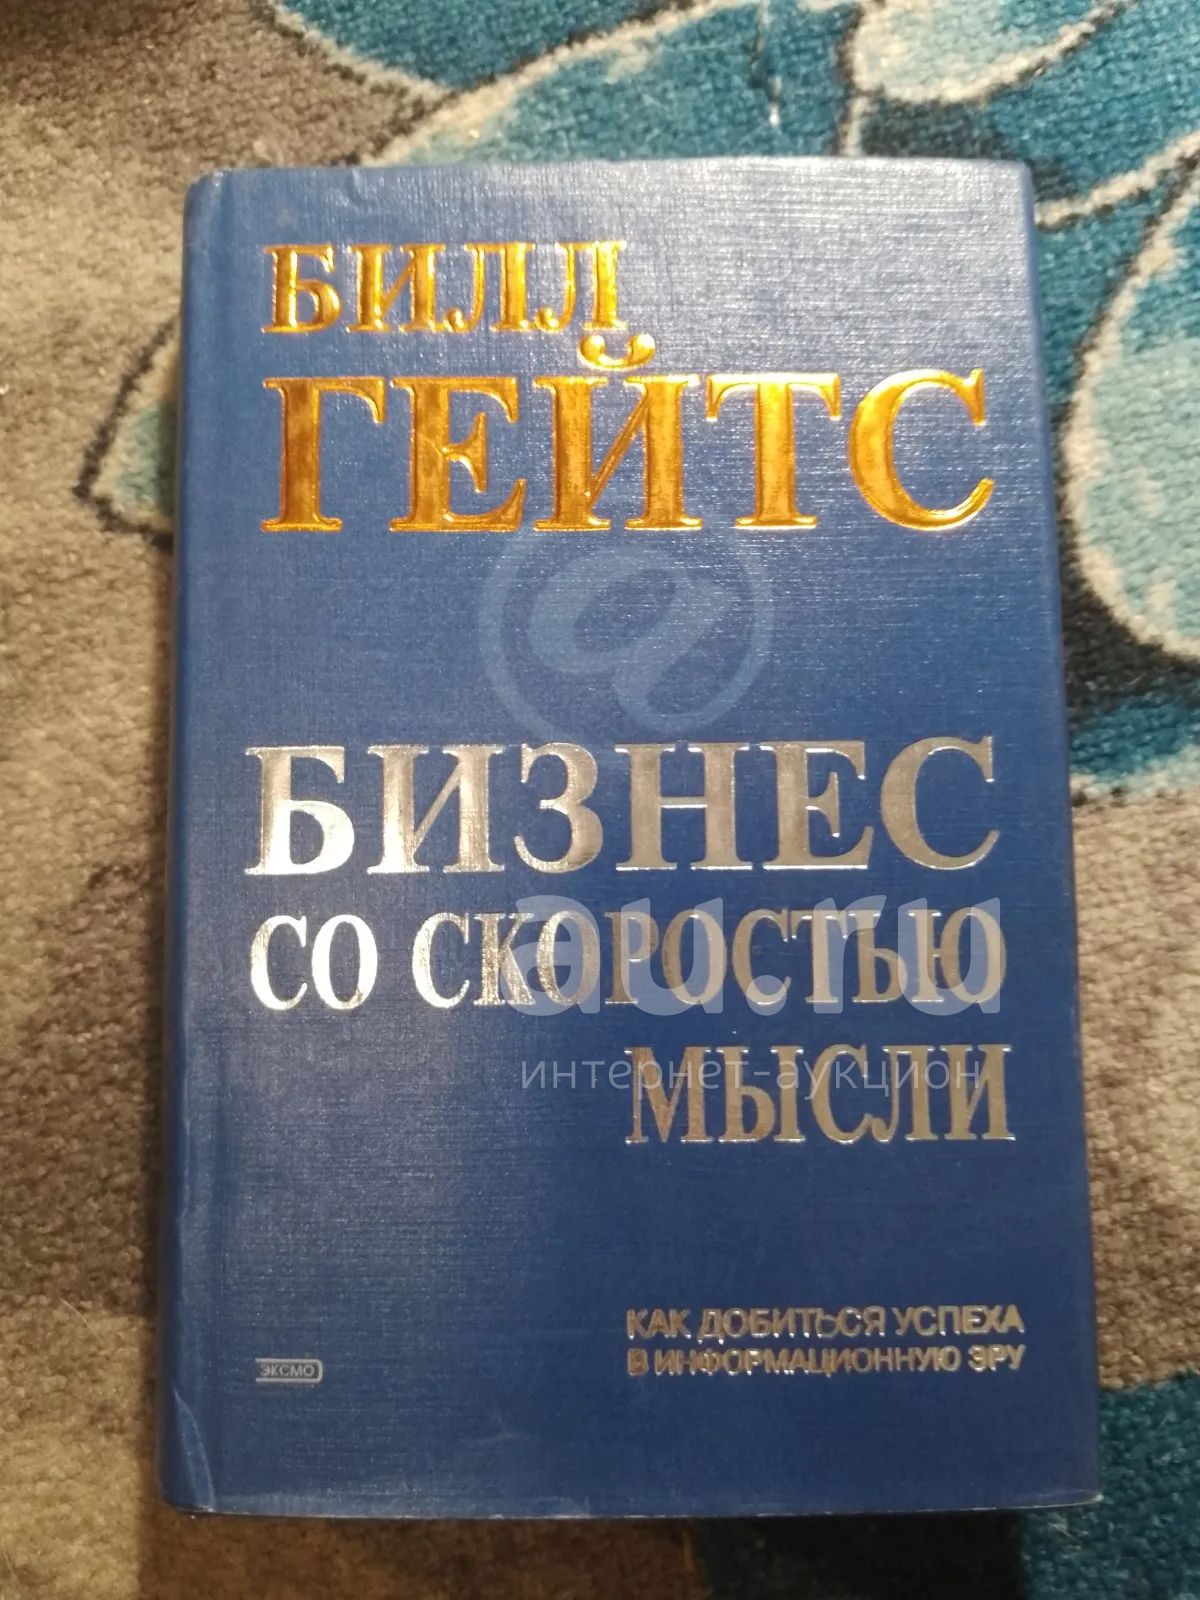 БИЛЛ
ГЕЙТС
БИЗНЕС
СО СКОРОСТЬЮ
au.ru
МЫСЛИ
интернет-аукцион
КАК ДОБИТЬСЯ УСПЕХА
В ИНФОРМАЦИОННУЮ ЭРУ
ЭКСМО